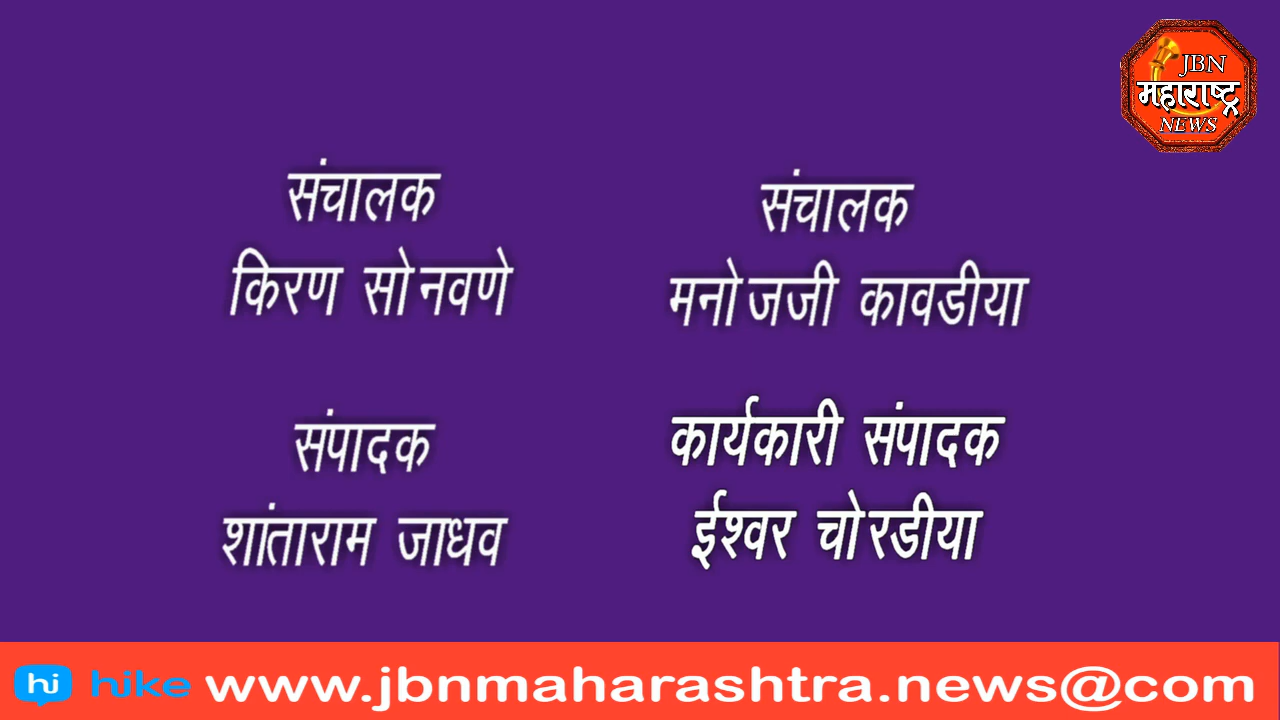 JBN
महाराष्ट्र
NEWS
संचालक
किरण सोनवणे
संचालक
मनोजजी कावडीया
संपादक
शांताराम जाधव
कार्यकारी संपादक
ईश्वर चोरडीया
hi hike www.jbnmaharashtra.news@com